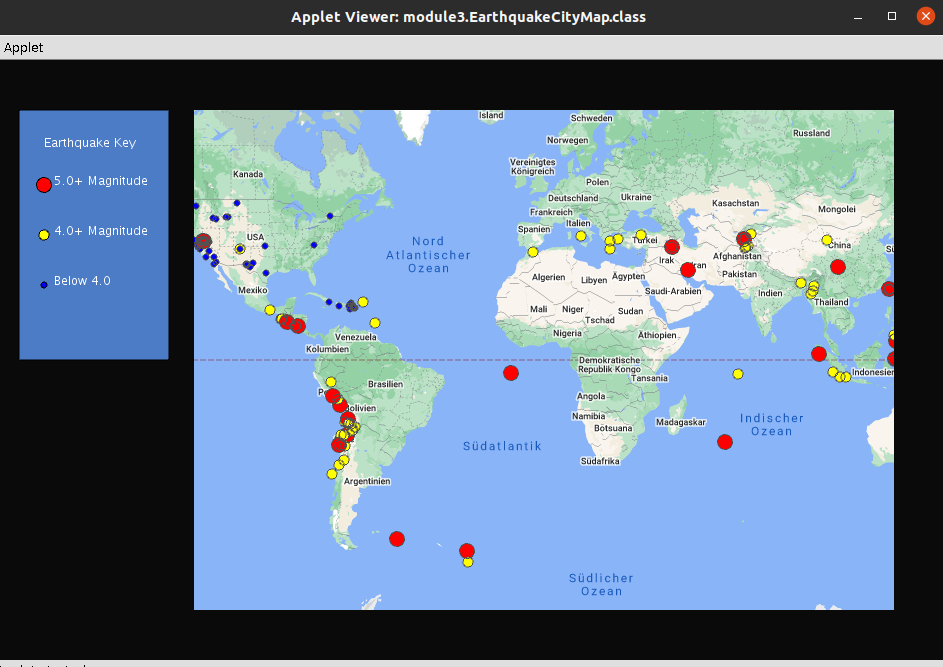 Applet Viewer: module3.EarthquakeCityMap.class
Applet
Earthquake Key
5.0+ Magnitude
4.0+ Magnitude
Below 4.0
Island
Schweden
Norwegen
Russland
Vereinigtes
Königreich
Kanada
Polen
Deutschland
Ukraine
Kasachstan
Mongolei
Frankreich
Italien
Spanien
USA
Nord
Atlantischer
Ozean
China
Afghanistan
Irak
Pakistan
Algerien
Libyen
Ägypten
Saudi-Arabien
Indien
Thailand
Mexiko
Mali
Niger
Tschad
Sudan
Nigeria
Äthiopien
Venezuela
Kolumbien
Demokratische
Republik Kongo
Tansania
Indonesien
Brasilien
Angola
Namibia
Botsuana
Madagaskar
Indischer
Ozean
Südatlantik
Südafrika
Argentinien
Südlicher
Ozean